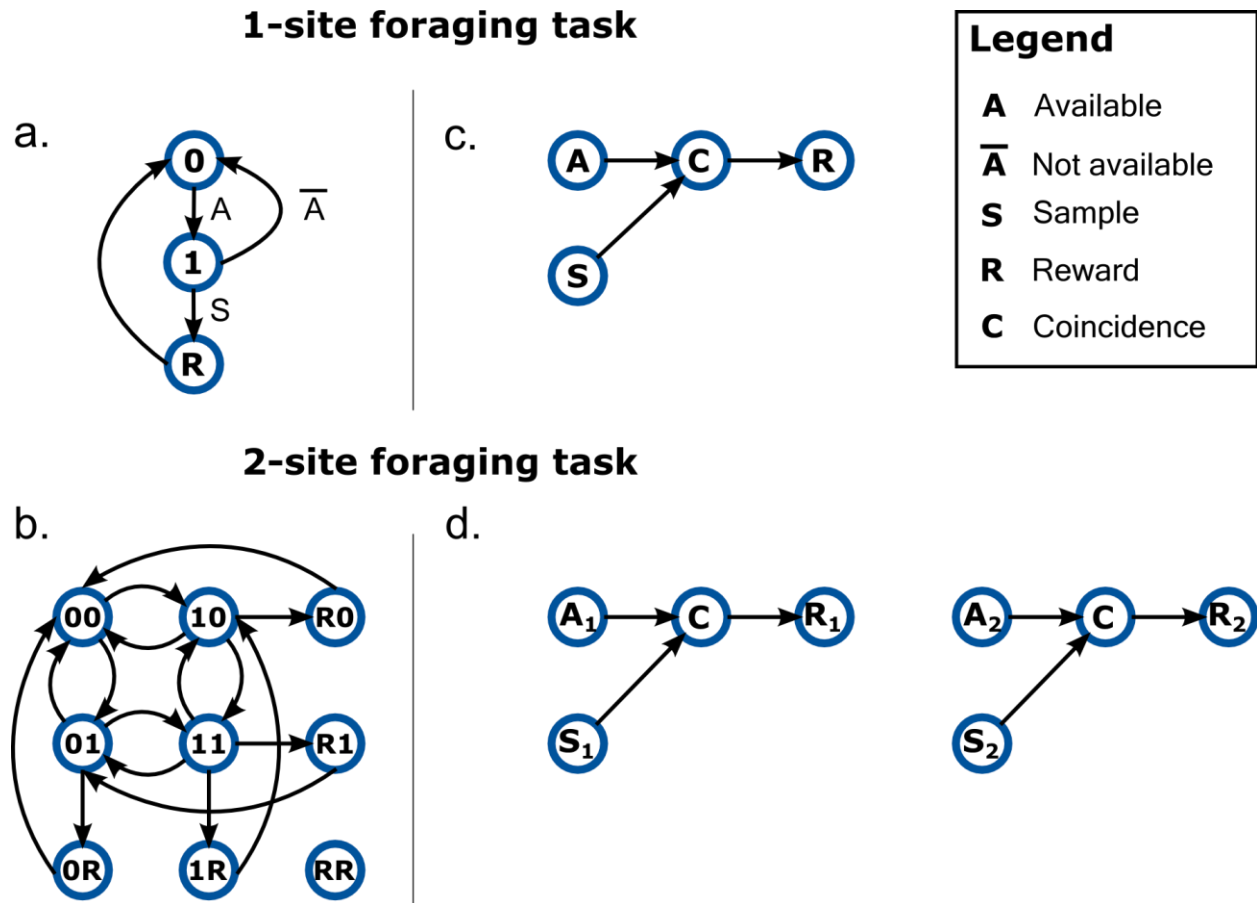 1-site foraging task
Legend
A Available
A̅ Not available
S Sample
R Reward
C Coincidence
a.
0
A
A̅
1
S
R
c.
A C R
S
2-site foraging task
b.
00 10 R0
01 11 R1
0R 1R RR
d.
A₁ C R₁
S₁
A₂ C R₂
S₂